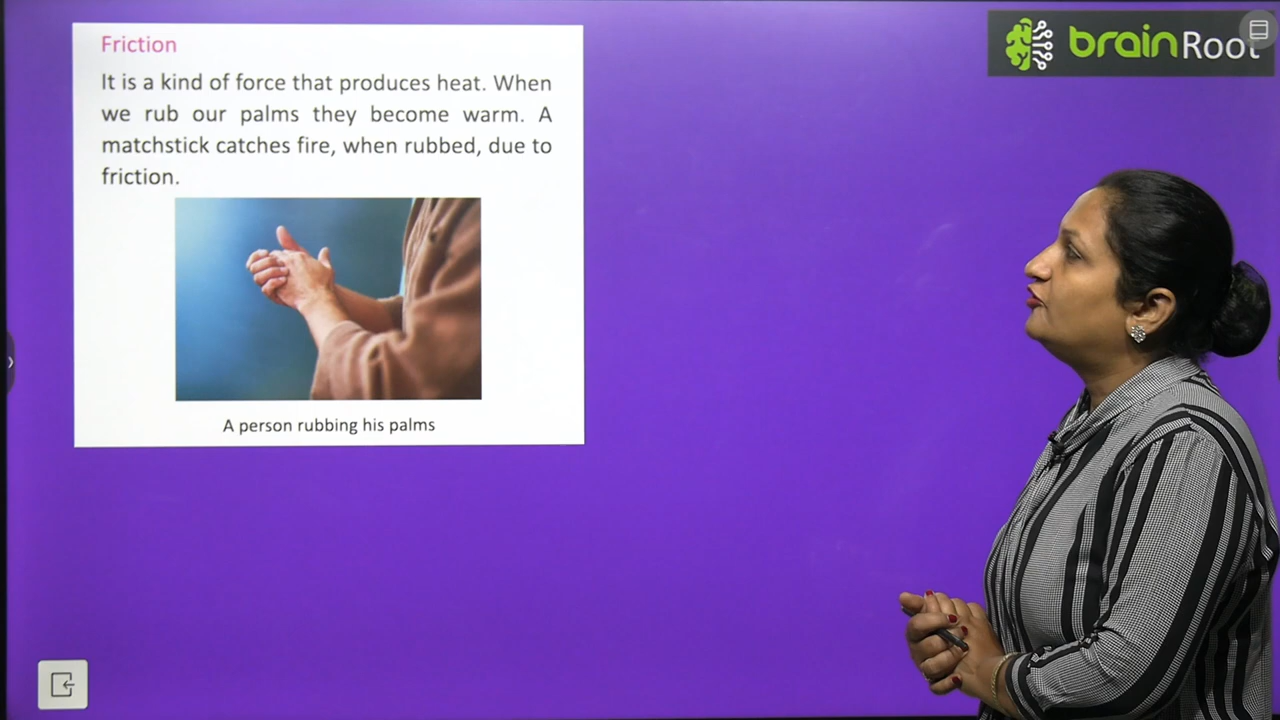 Friction
It is a kind of force that produces heat. When
we rub our palms they become warm. A
matchstick catches fire, when rubbed, due to
friction.
A person rubbing his palms
brainRoot